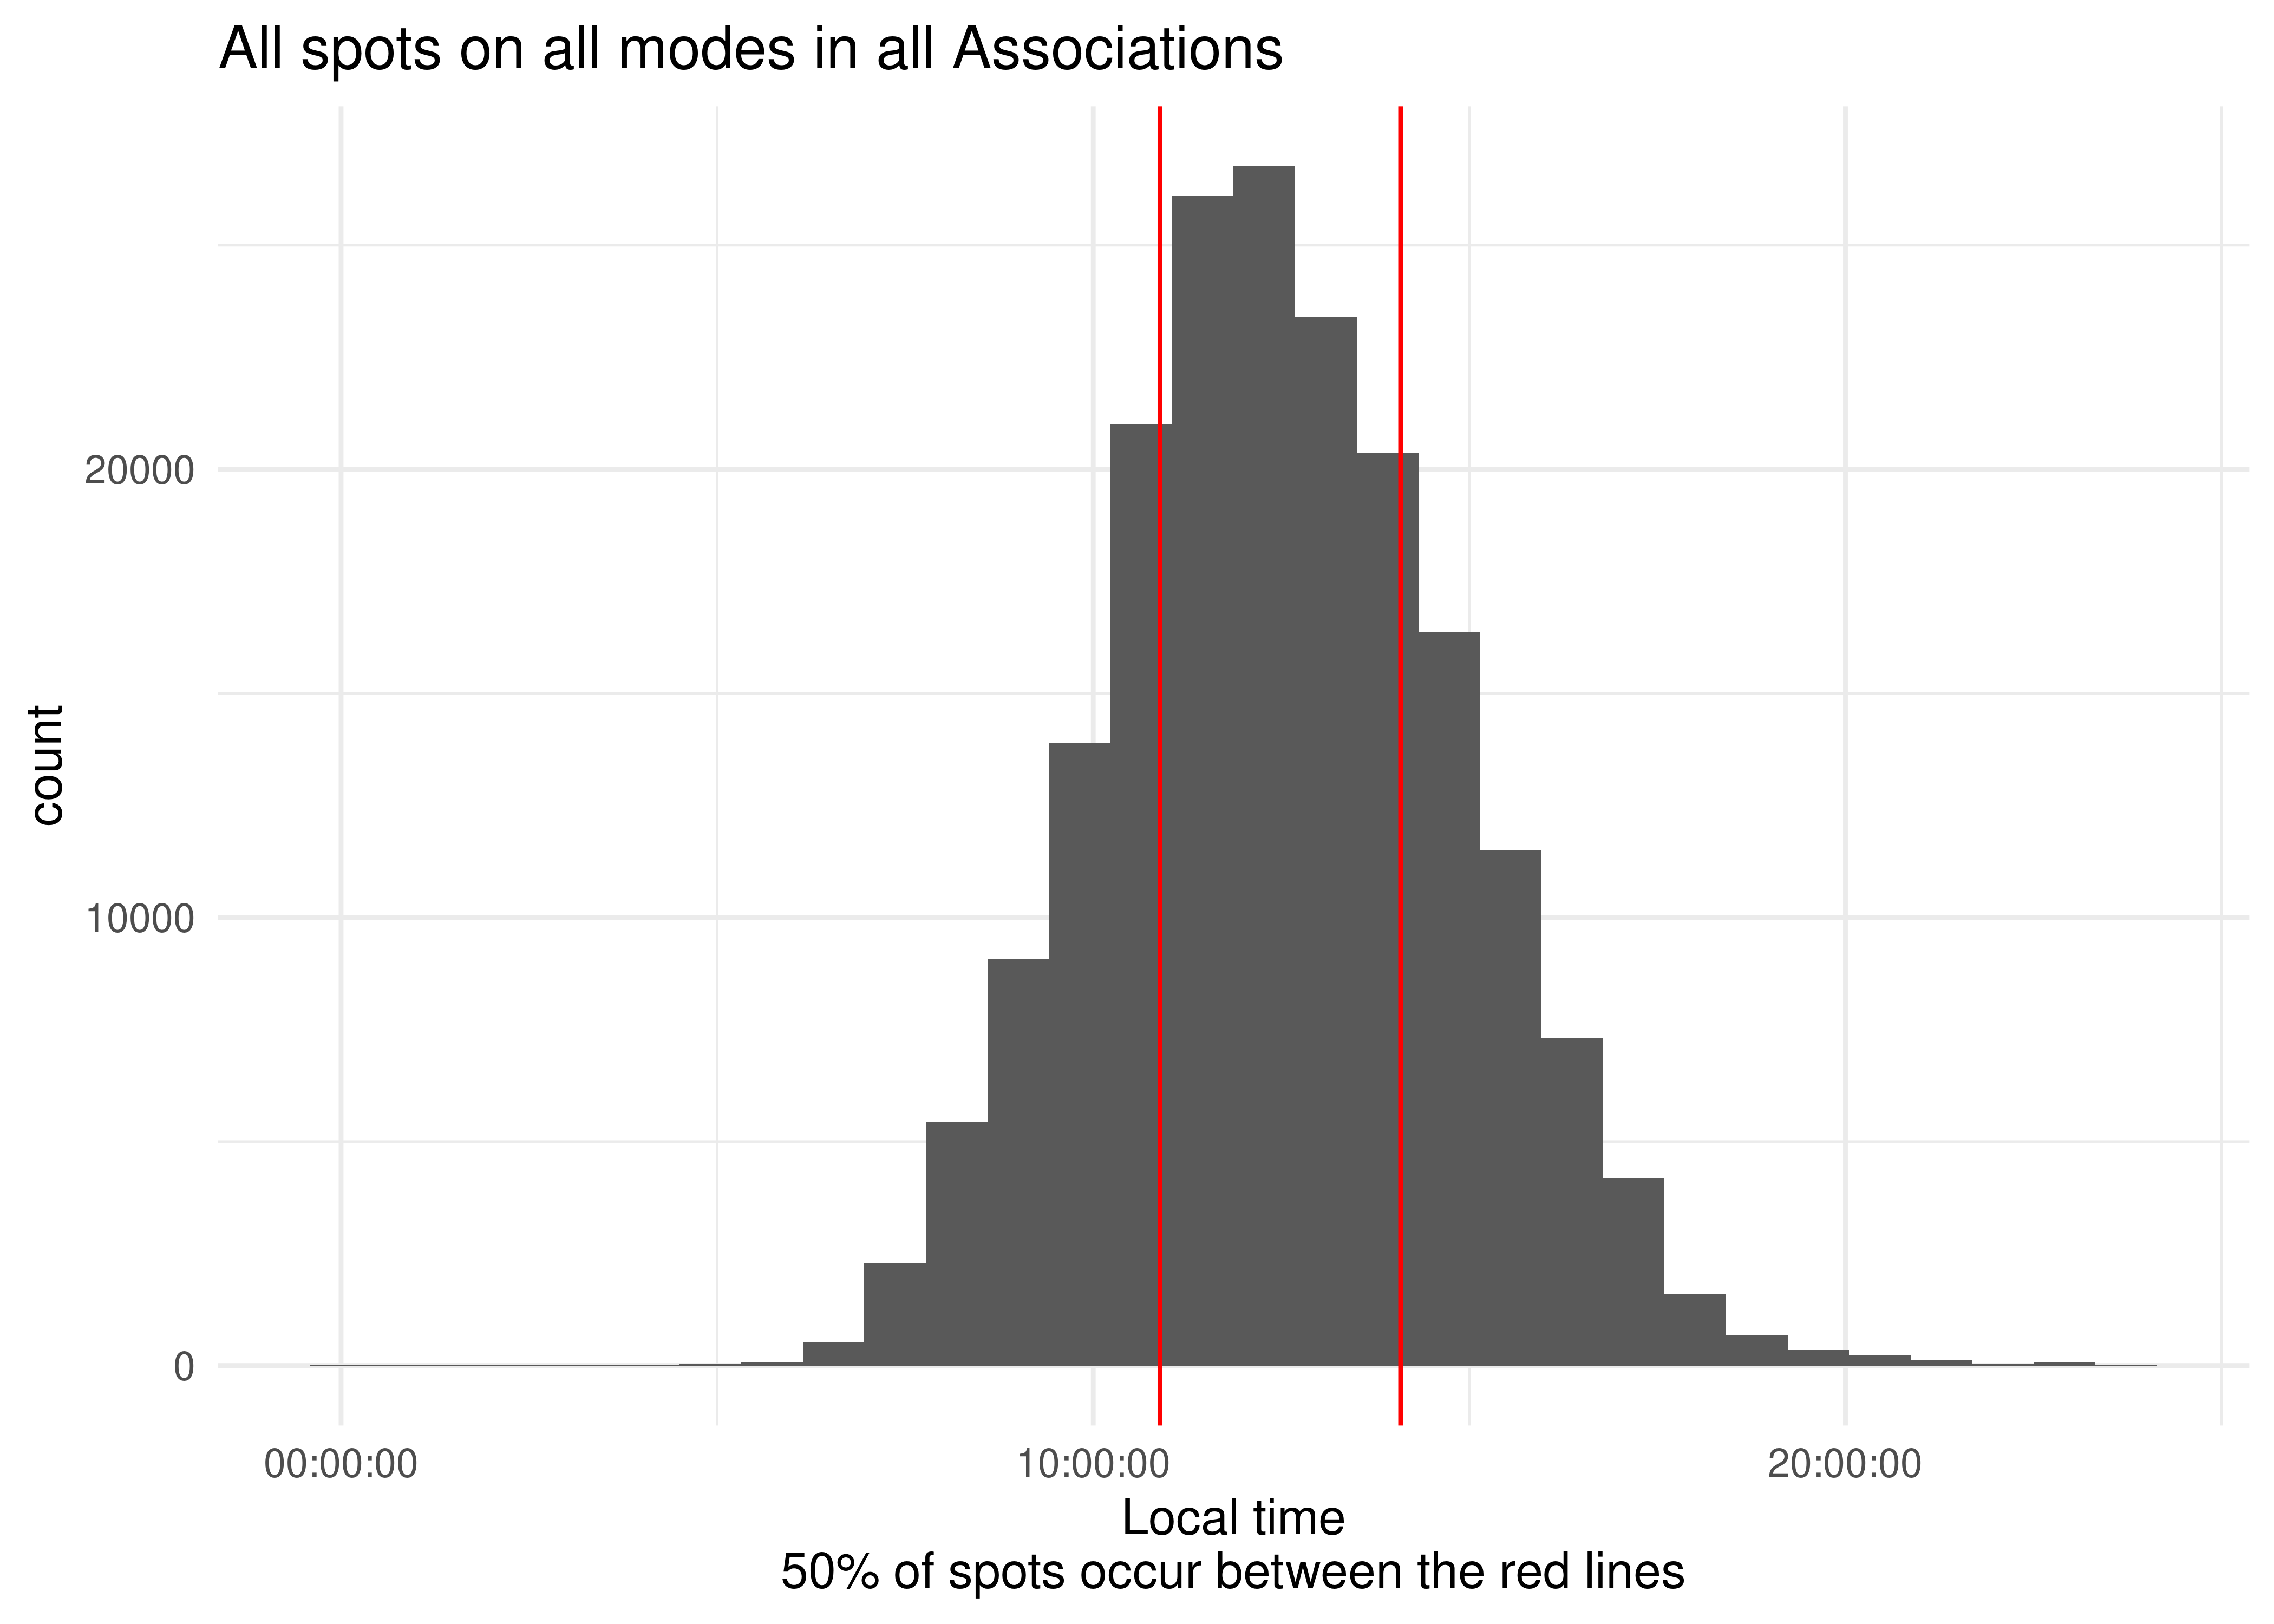 All spots on all modes in all Associations
count
20000
10000
0
00:00:00
10:00:00
20:00:00
Local time
50% of spots occur between the red lines